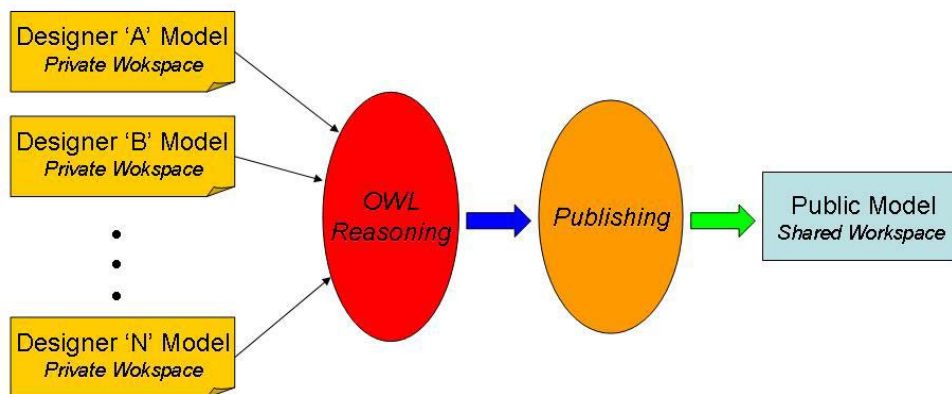 Designer ‘A’ Model
Private Wokspace
Designer ‘B’ Model
Private Wokspace
Designer ‘N’ Model
Private Wokspace
OWL
Reasoning
Publishing
Public Model
Shared Workspace